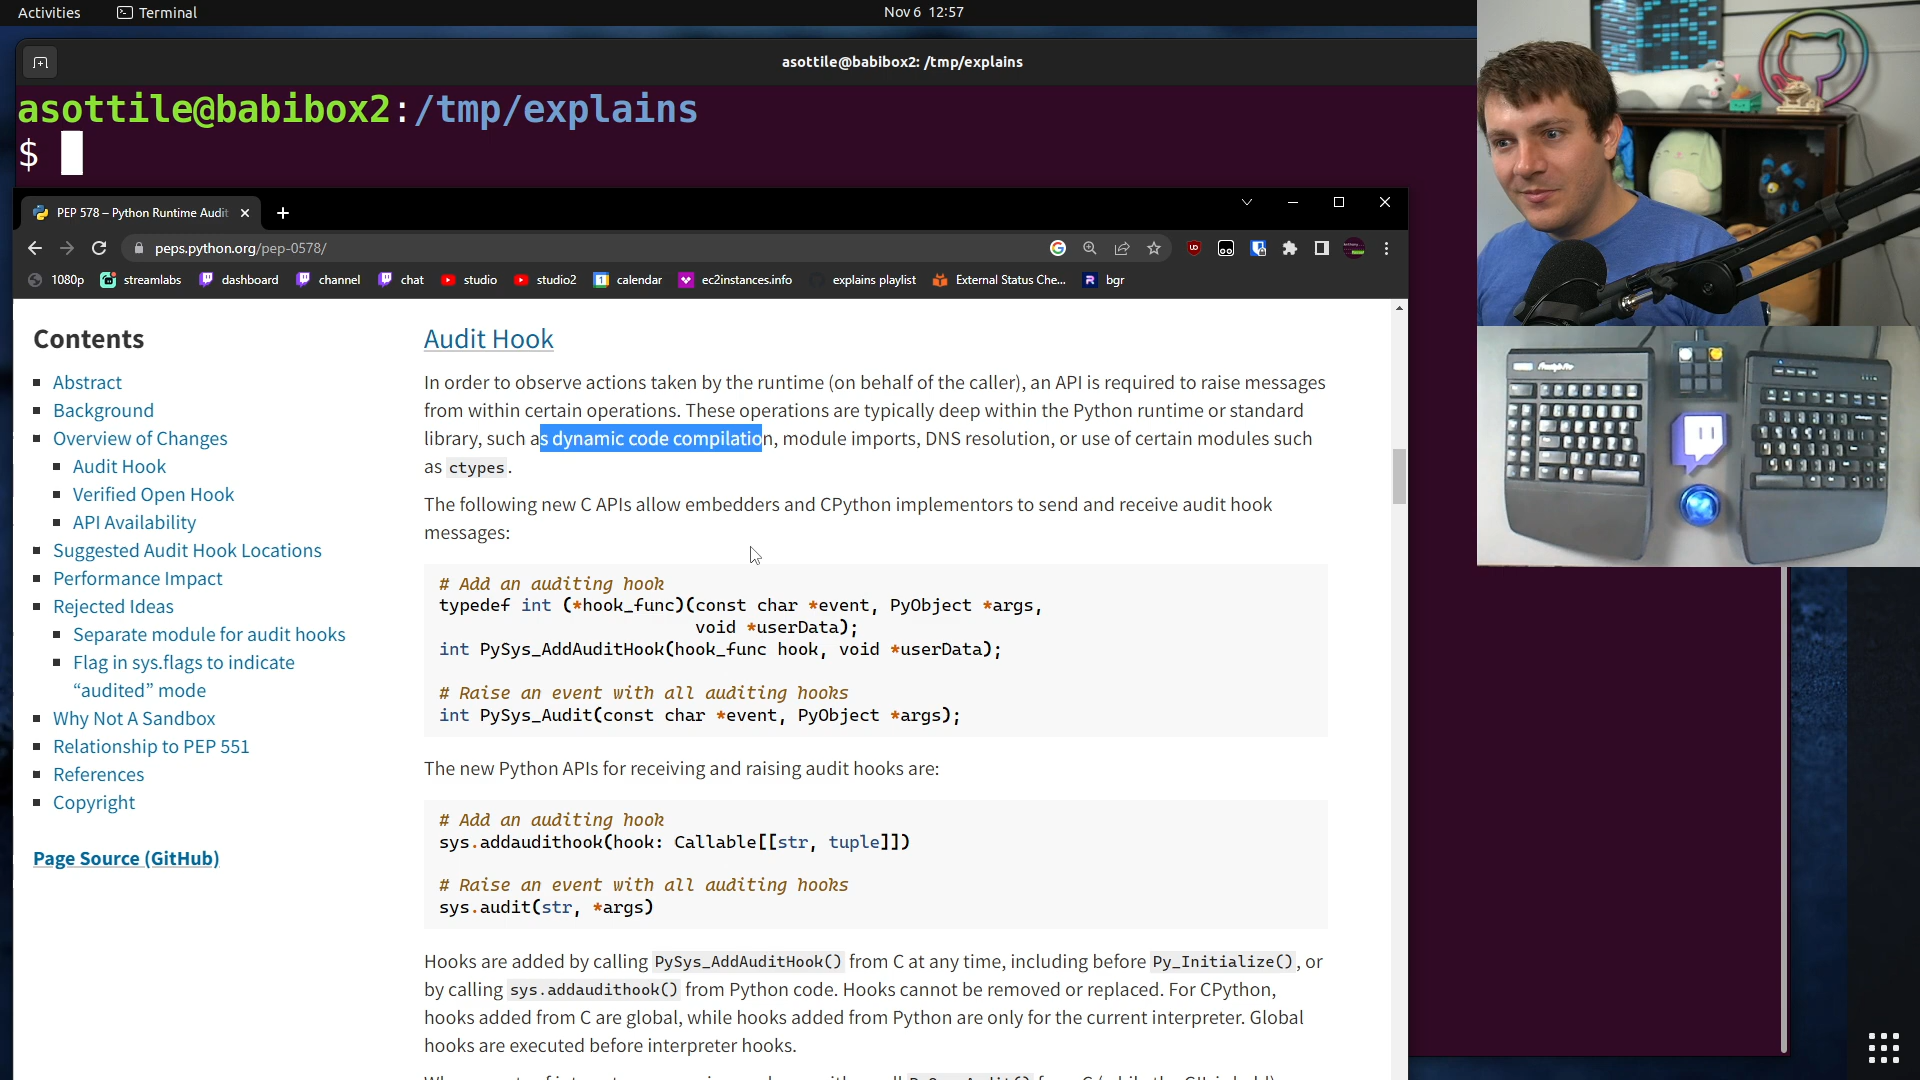 Activities
Terminal
Nov 6 12:57
asottile@babibox2: /tmp/explains
asottile@babibox2:/tmp/explains
$
PEP 578 – Python Runtime Audit
peps.python.org/pep-0578/
1080p
streamlabs
dashboard
channel
chat
studio
studio2
calendar
ec2instances.info
explains playlist
External Status Che...
bgr
Contents
Abstract
Background
Overview of Changes
Audit Hook
Verified Open Hook
API Availability
Suggested Audit Hook Locations
Performance Impact
Rejected Ideas
Separate module for audit hooks
Flag in sys.flags to indicate
“audited” mode
Why Not A Sandbox
Relationship to PEP 551
References
Copyright
Page Source (GitHub)
Audit Hook
In order to observe actions taken by the runtime (on behalf of the caller), an API is required to raise messages
from within certain operations. These operations are typically deep within the Python runtime or standard
library, such as dynamic code compilation, module imports, DNS resolution, or use of certain modules such
as ctypes.
The following new C APIs allow embedders and CPython implementors to send and receive audit hook
messages:
# Add an auditing hook
typedef int (*hook_func)(const char *event, PyObject *args,
void *userData);
int PySys_AddAuditHook(hook_func hook, void *userData);
# Raise an event with all auditing hooks
int PySys_Audit(const char *event, PyObject *args);
The new Python APIs for receiving and raising audit hooks are:
# Add an auditing hook
sys.addaudithook(hook: Callable[[str, tuple]])
# Raise an event with all auditing hooks
sys.audit(str, *args)
Hooks are added by calling PySys_AddAuditHook() from C at any time, including before Py_Initialize(), or
by calling sys.addaudithook() from Python code. Hooks cannot be removed or replaced. For CPython,
hooks added from C are global, while hooks added from Python are only for the current interpreter. Global
hooks are executed before interpreter hooks.